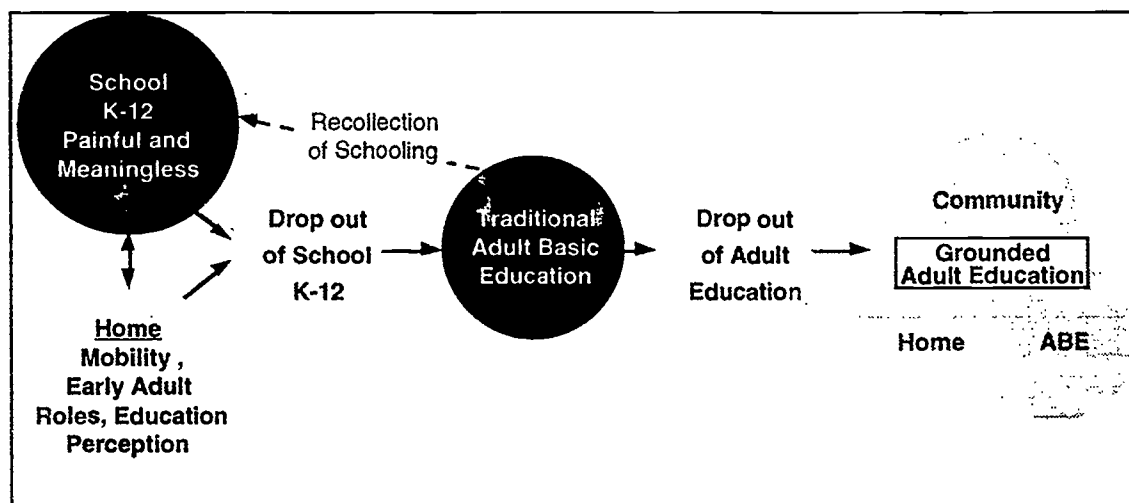 School
K-12
Painful and
Meaningless
Recollection
of Schooling
Drop out
of School
K-12
Home
Mobility ,
Early Adult
Roles, Education
Perception
Traditional
Adult Basic
Education
Drop out
of Adult
Education
Community
Grounded
Adult Education
Home
ABE